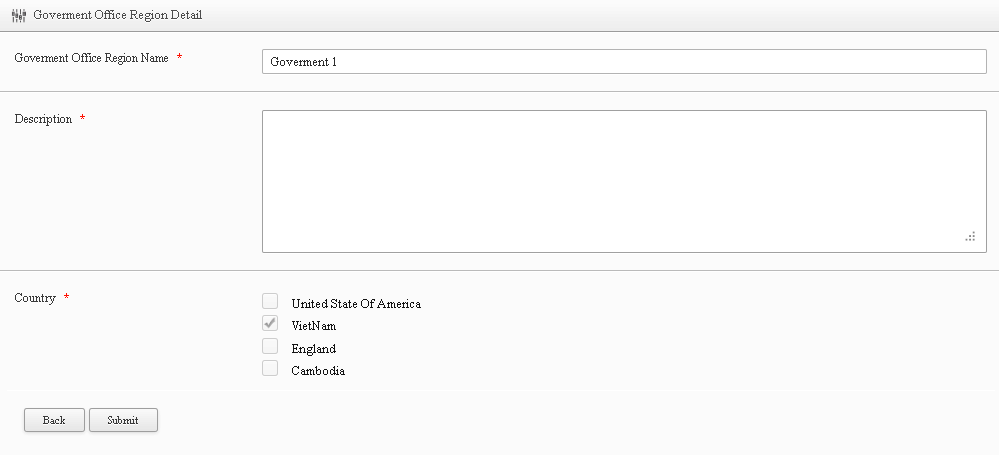 Goverment Office Region Detail
Goverment Office Region Name *
Goverment 1
Description *
Country *
United State Of America
VietNam
England
Cambodia
Back Submit